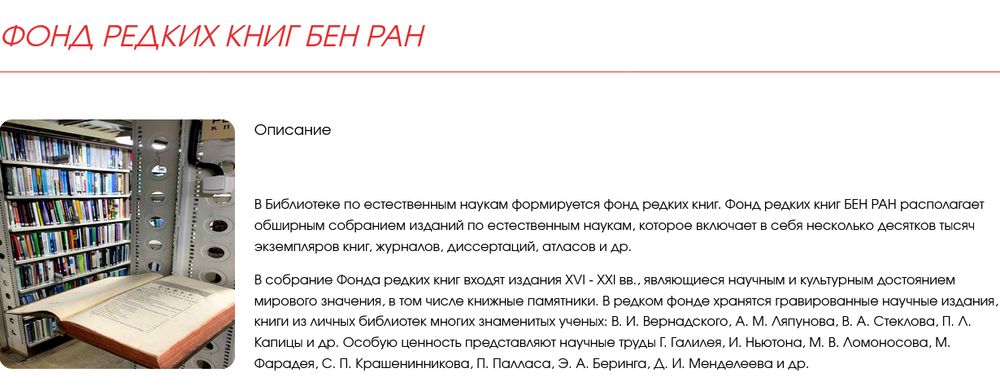 ФОНД РЕДКИХ КНИГ БЕН РАН
Описание
В Библиотеке по естественным наукам формируется фонд редких книг. Фонд редких книг БЕН РАН располагает
обширным собранием изданий по естественным наукам, которое включает в себя несколько десятков тысяч
экземпляров книг, журналов, диссертаций, атласов и др.
В собрание Фонда редких книг входят издания XVI - XXI вв., являющиеся научным и культурным достоянием
мирового значения, в том числе книжные памятники. В редком фонде хранятся гравированные научные издания,
книги из личных библиотек многих знаменитых ученых: В. И. Вернадского, А. М. Ляпунова, В. А. Стеклова, П. Л.
Капицы и др. Особую ценность представляют научные труды Г. Галилея, И. Ньютона, М. В. Ломоносова, М.
Фарадея, С. П. Крашенинникова, П. Палласа, Э. А. Беринга, Д. И. Менделеева и др.